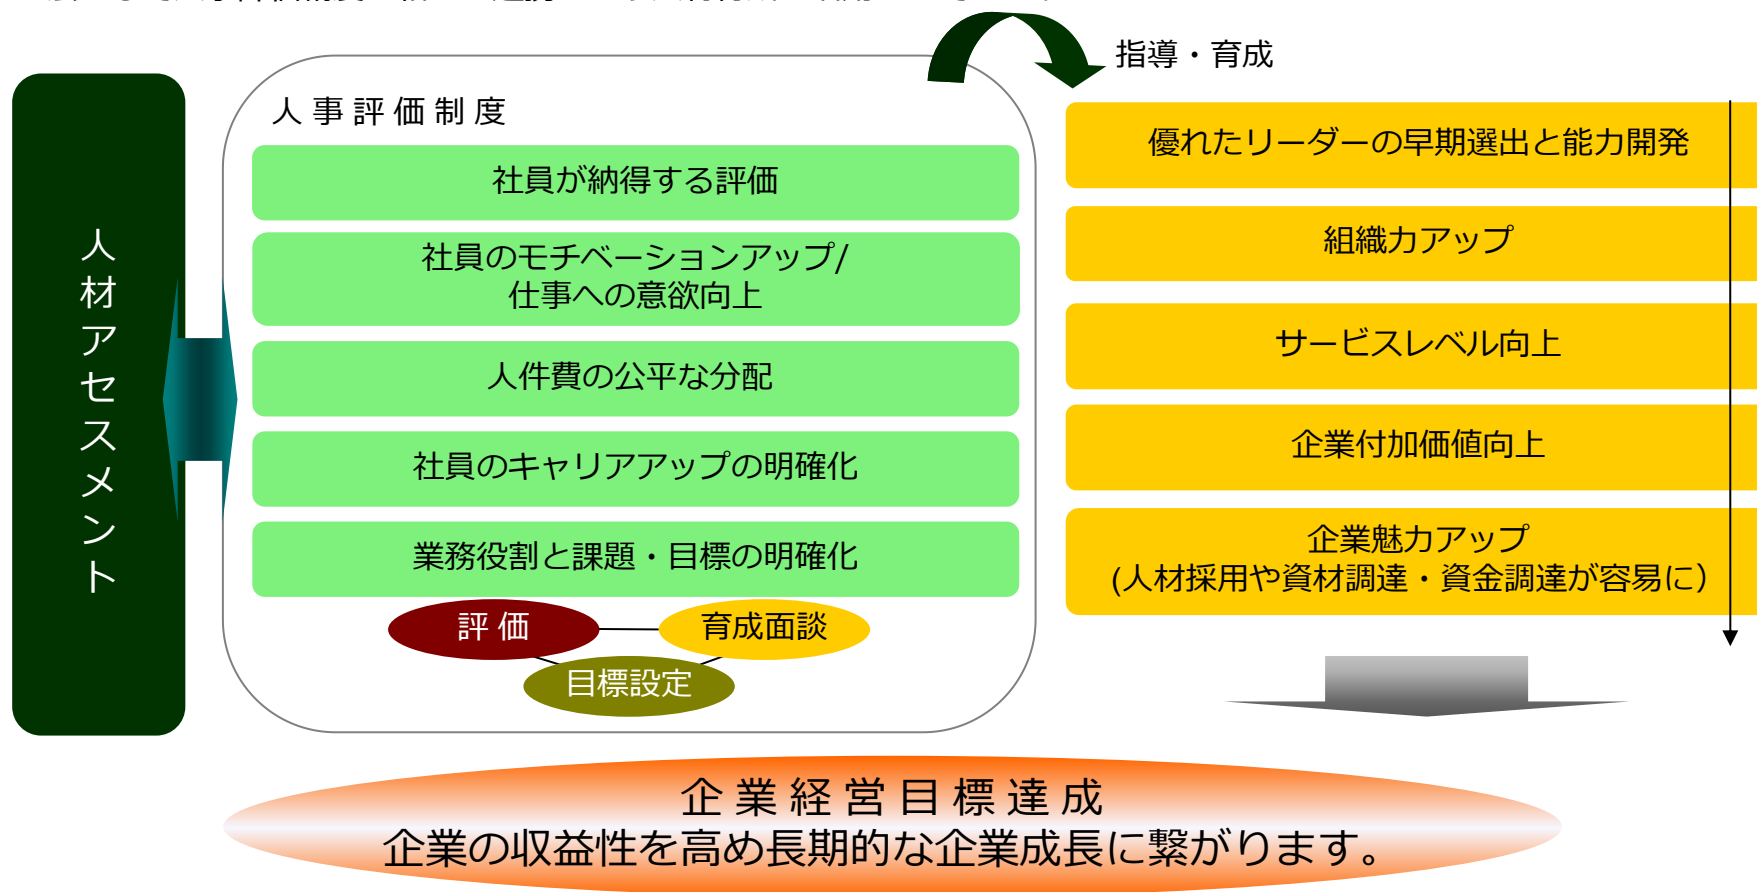 指導・育成
人材アセスメント
人事評価制度
社員が納得する評価
社員のモチベーションアップ/
仕事への意欲向上
人件費の公平な分配
社員のキャリアアップの明確化
業務役割と課題・目標の明確化
評価
育成面談
目標設定
優れたリーダーの早期選出と能力開発
組織力アップ
サービスレベル向上
企業付加価値向上
企業魅力アップ
(人材採用や資材調達・資金調達が容易に）
企業経営目標達成
企業の収益性を高め長期的な企業成長に繋がります。